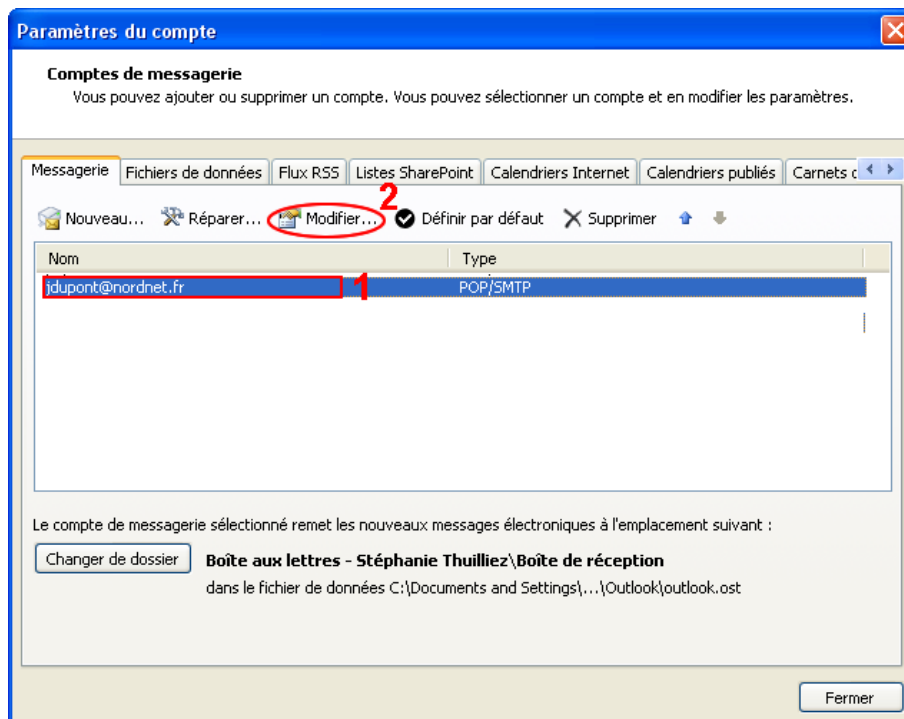 Paramètres du compte
Comptes de messagerie
Vous pouvez ajouter ou supprimer un compte. Vous pouvez sélectionner un compte et en modifier les paramètres.
Messagerie Fichiers de données Flux RSS Listes SharePoint Calendriers Internet Calendriers publiés Carnets
2
Nouveau... Réparer... Modifier... Définir par défaut Supprimer
Nom Type
jdupont@nordnet.fr 1 POP/SMTP
Le compte de messagerie sélectionné remet les nouveaux messages électroniques à l'emplacement suivant :
Changer de dossier Boîte aux lettres - Stéphanie Thuilliez\Boîte de réception
dans le fichier de données C:\Documents and Settings\...\Outlook\outlook.ost
Fermer